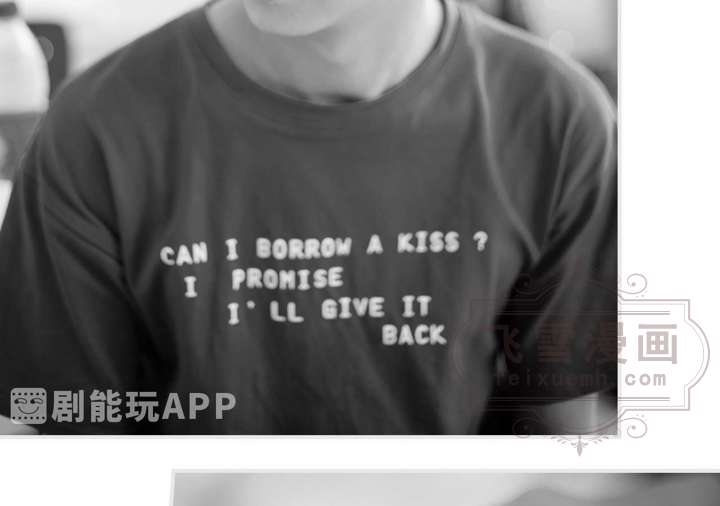 CAN I BORROW A KISS ?
I PROMISE
I'LL GIVE IT
BACK
剧能玩APP
飞雪漫画
feixuemh.com